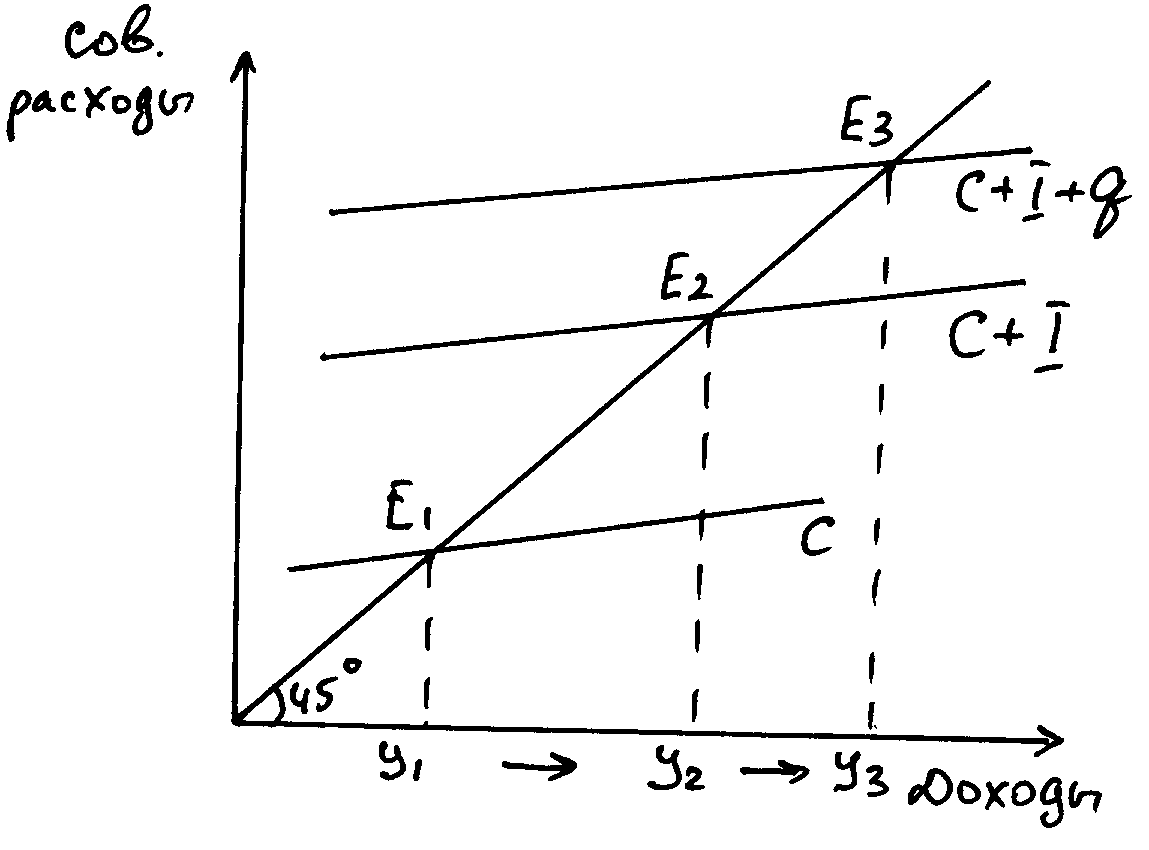 Сов.
расходы
E3
C+I+g
E2
C+I
E1
C
45°
y1 → y2 → y3 Доходы